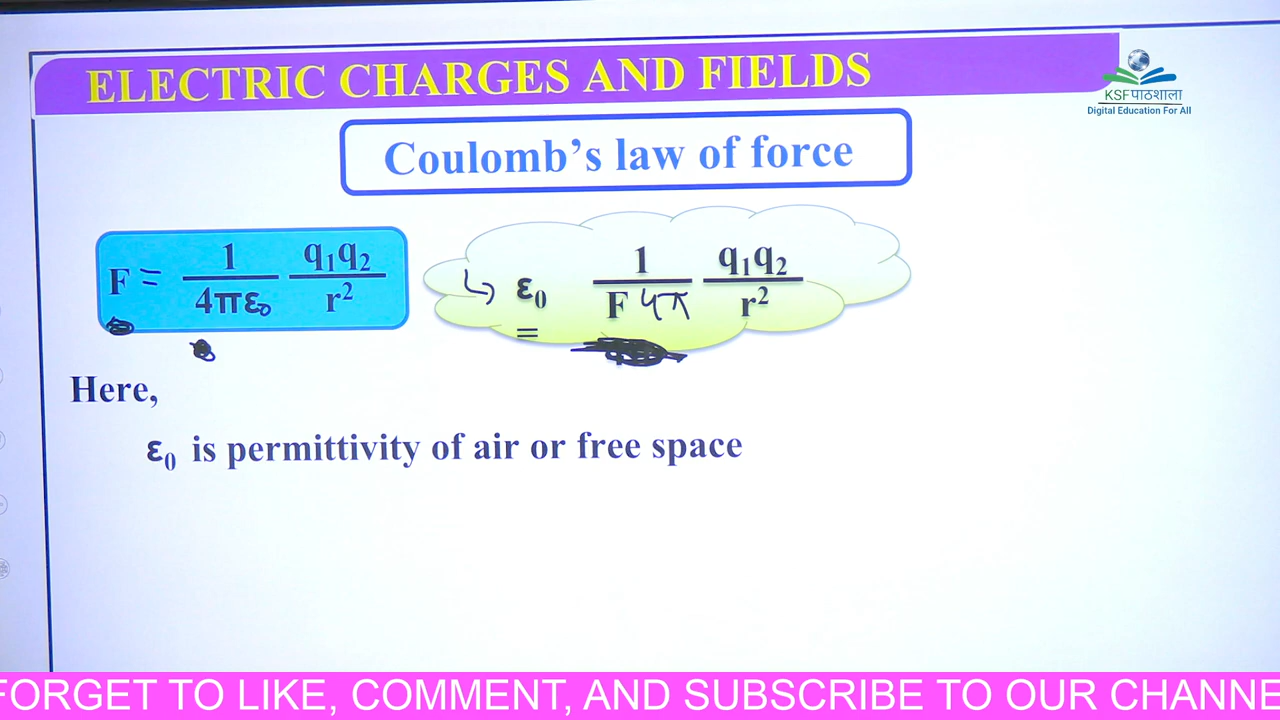 ELECTRIC CHARGES AND FIELDS
KSFपाठशाला
Digital Education For All
Coulomb's law of force
F = 1/4πε₀ q₁q₂/r²
ε₀ = 1/F 4π q₁q₂/r²
Here,
ε₀ is permittivity of air or free space
FORGET TO LIKE, COMMENT, AND SUBSCRIBE TO OUR CHANNE